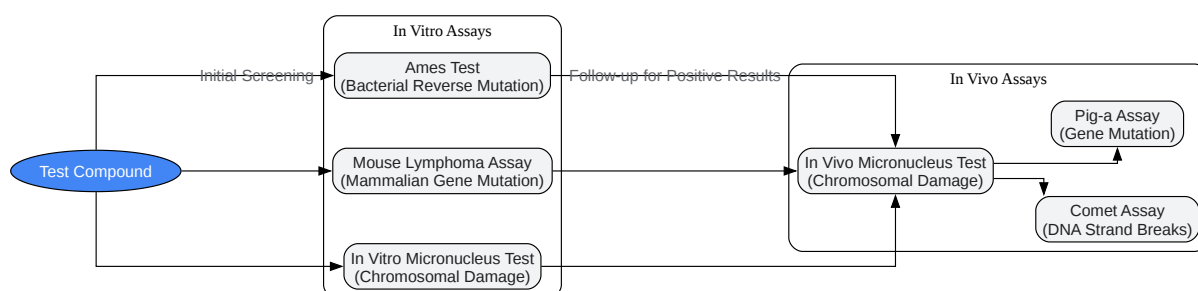 In Vitro Assays
Initial Screening
Ames Test
(Bacterial Reverse Mutation)
Follow-up for Positive Results
In Vivo Assays
Pig-a Assay
(Gene Mutation)
Test Compound
Mouse Lymphoma Assay
(Mammalian Gene Mutation)
In Vivo Micronucleus Test
(Chromosomal Damage)
Comet Assay
(DNA Strand Breaks)
In Vitro Micronucleus Test
(Chromosomal Damage)